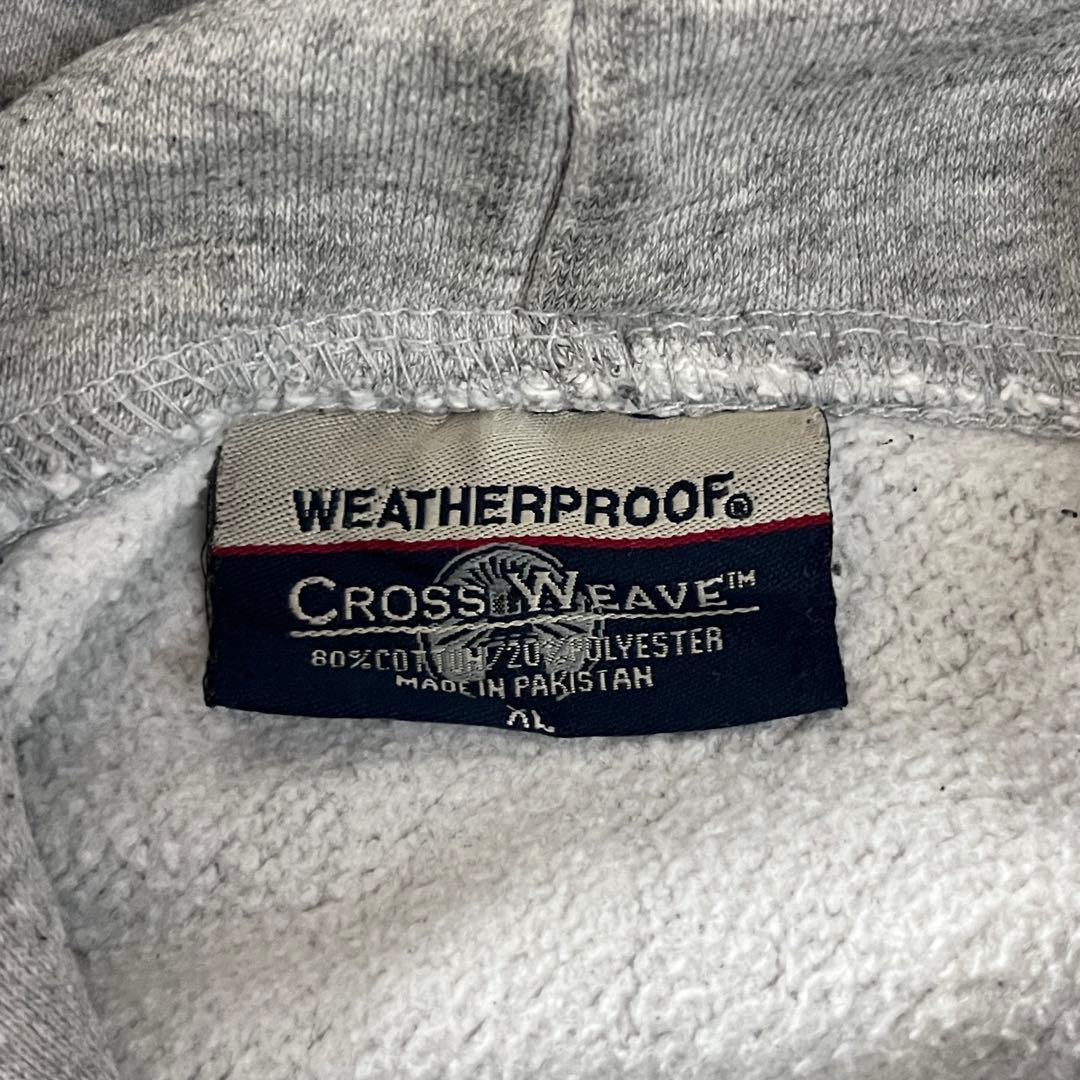 WEATHERPROOF®
CROSS WEAVE™
80%COTTON/20%POLYESTER
MADE IN PAKISTAN
XL